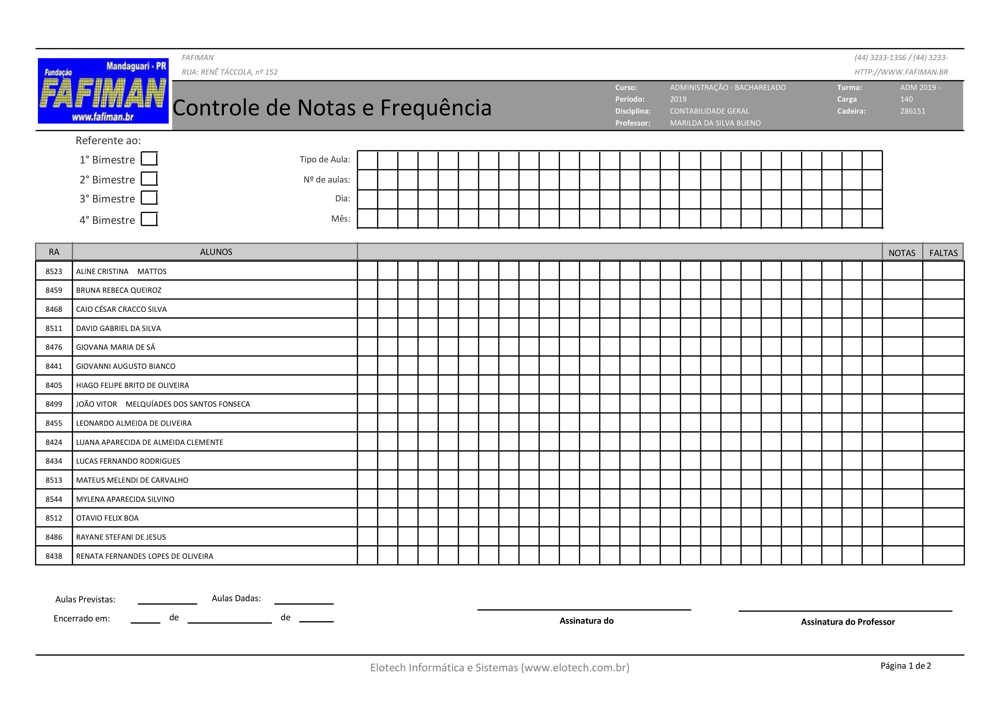 Mandaguari - PR
Fundação
FAFIMAN
www.fafiman.br
FAFIMAN
(44) 3233-1356 / (44) 3233-
RUA: RENÊ TÁCCOLA, nº 152
HTTP://WWW.FAFIMAN.BR
Controle de Notas e Frequência
Curso: ADMINISTRAÇÃO - BACHARELADO Turma: ADM 2019 -
Período: 2019 Carga 140
Disciplina: CONTABILIDADE GERAL Cadeira: 286151
Professor: MARILDA DA SILVA BUENO
Referente ao:
1° Bimestre
2° Bimestre
3° Bimestre
4° Bimestre
Tipo de Aula:
Nº de aulas:
Dia:
Mês:
RA ALUNOS NOTAS FALTAS
8523 ALINE CRISTINA MATTOS
8459 BRUNA REBECA QUEIROZ
8468 CAIO CÉSAR CRACCO SILVA
8511 DAVID GABRIEL DA SILVA
8476 GIOVANA MARIA DE SÁ
8441 GIOVANNI AUGUSTO BIANCO
8405 HIAGO FELIPE BRITO DE OLIVEIRA
8499 JOÃO VITOR MELQUÍADES DOS SANTOS FONSECA
8455 LEONARDO ALMEIDA DE OLIVEIRA
8424 LUANA APARECIDA DE ALMEIDA CLEMENTE
8434 LUCAS FERNANDO RODRIGUES
8513 MATEUS MELENDI DE CARVALHO
8544 MYLENA APARECIDA SILVINO
8512 OTAVIO FELIX BOA
8486 RAYANE STEFANI DE JESUS
8438 RENATA FERNANDES LOPES DE OLIVEIRA
Aulas Previstas: Aulas Dadas:
Encerrado em: de de
Assinatura do
Assinatura do Professor
Elotech Informática e Sistemas (www.elotech.com.br)
Página 1 de 2